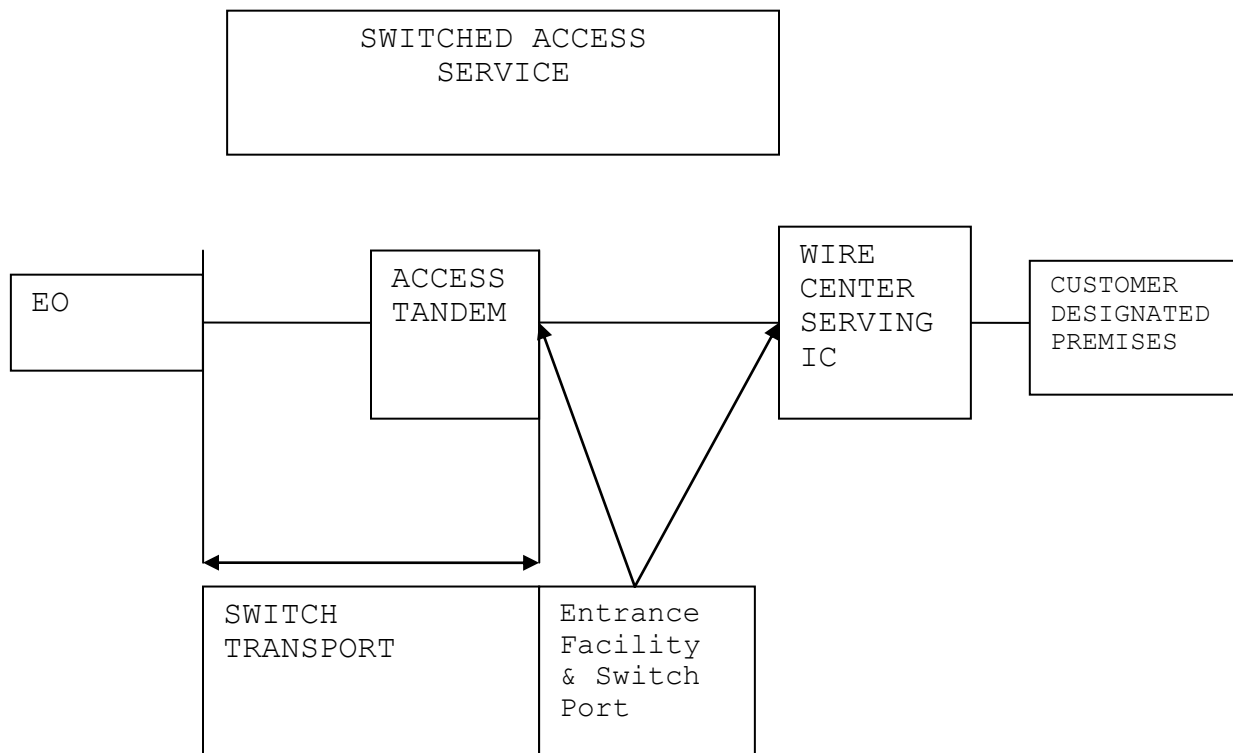 SWITCHED ACCESS
SERVICE
EO
ACCESS
TANDEM
WIRE
CENTER
SERVING
IC
CUSTOMER
DESIGNATED
PREMISES
SWITCH
TRANSPORT
Entrance
Facility
& Switch
Port